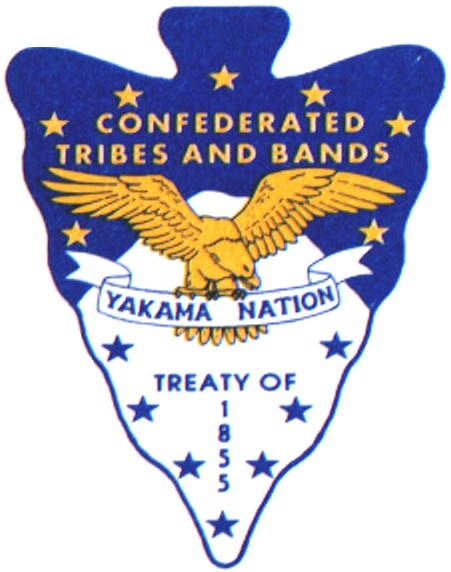 CONFEDERATED
TRIBES AND BANDS
YAKAMA NATION
TREATY OF
1
8
5
5